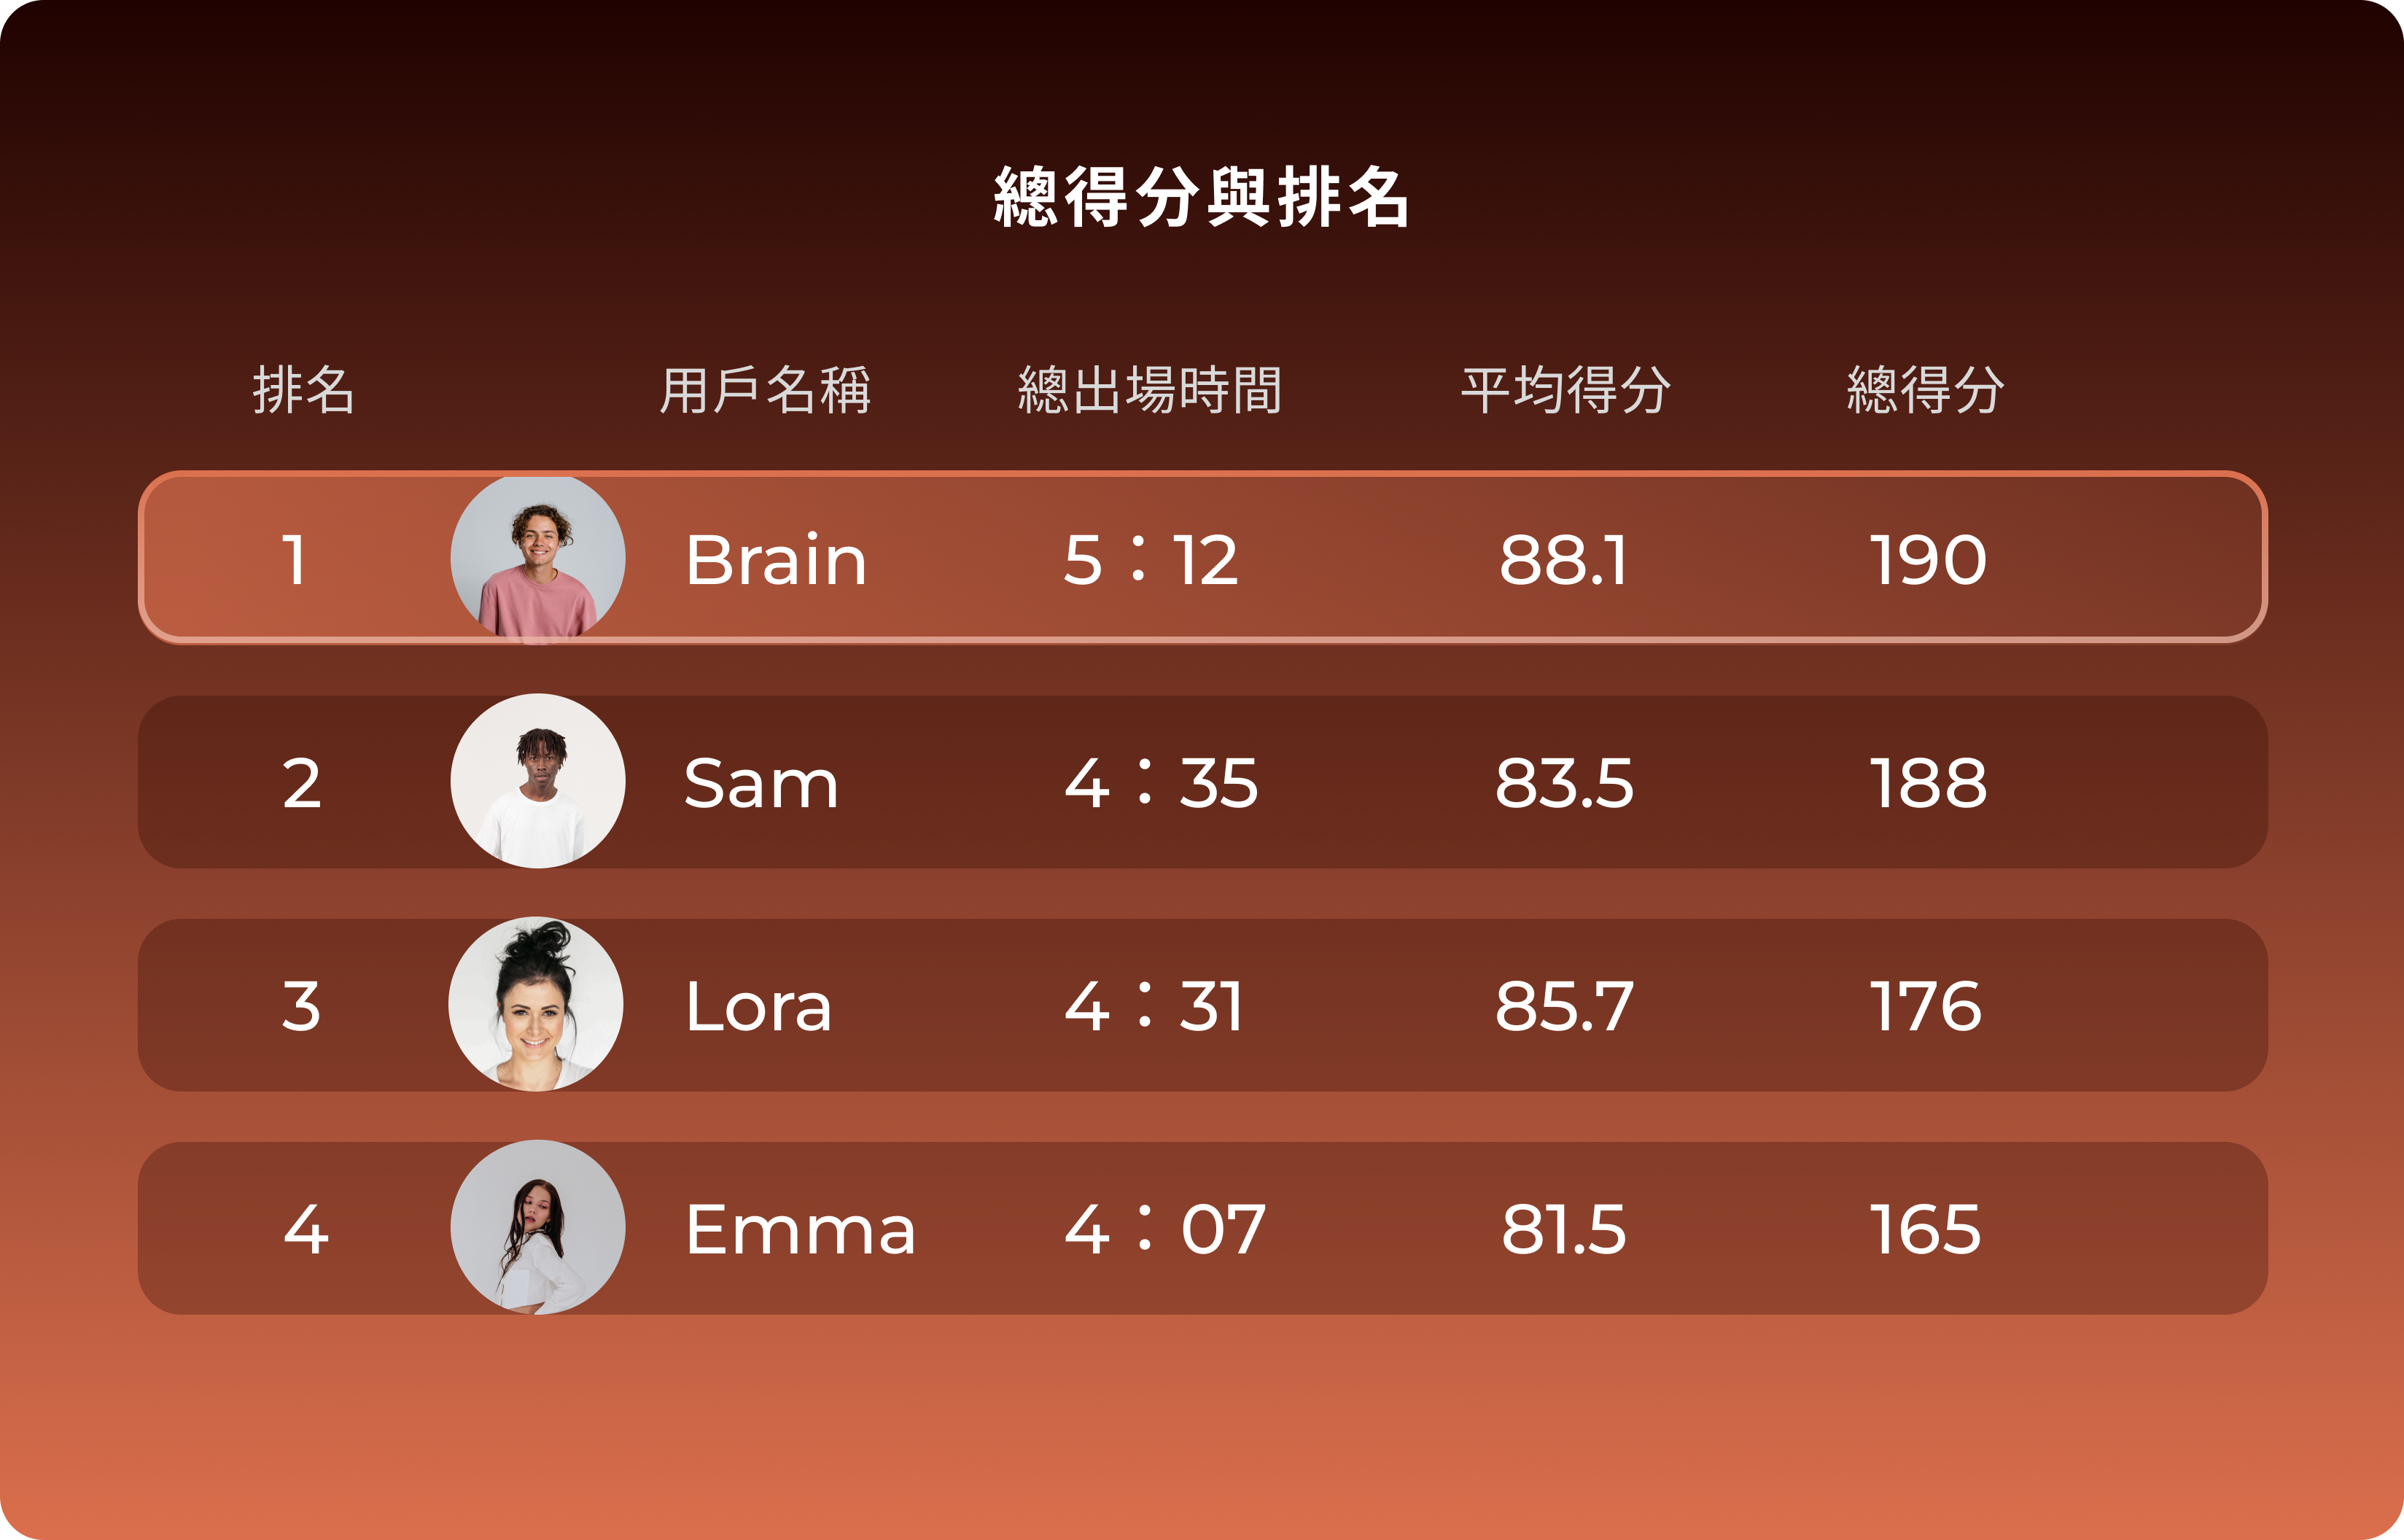 總得分與排名
排名 用戶名稱 總出場時間 平均得分 總得分
1 Brain 5：12 88.1 190
2 Sam 4：35 83.5 188
3 Lora 4：31 85.7 176
4 Emma 4：07 81.5 165